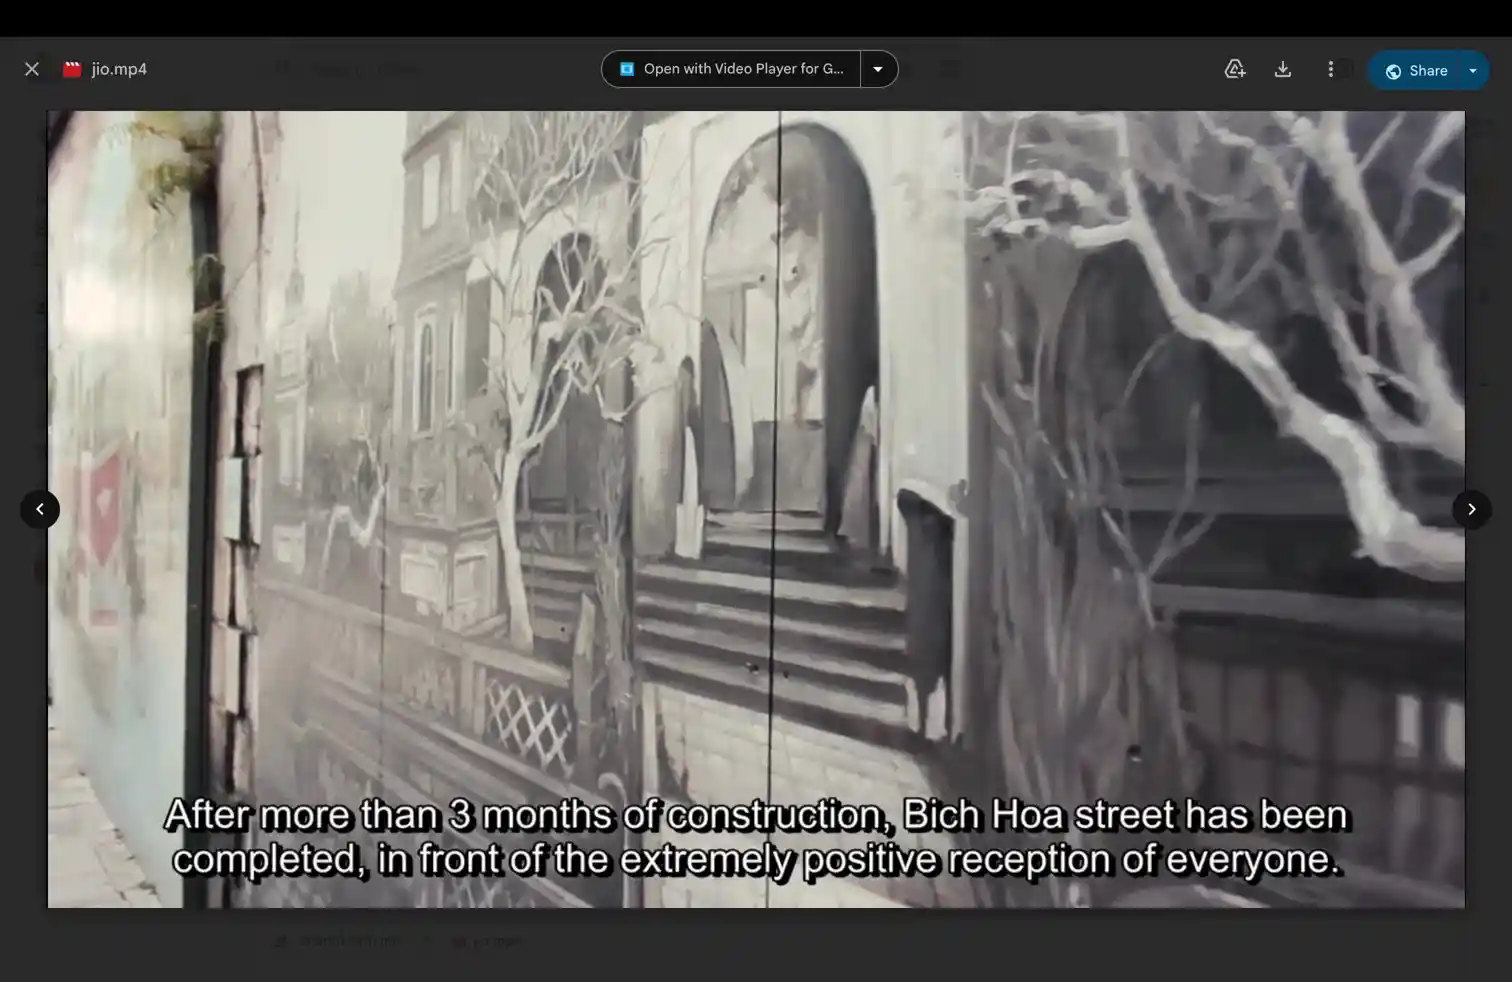 jio.mp4
Open with Video Player for G...
Share
After more than 3 months of construction, Bich Hoa street has been
completed, in front of the extremely positive reception of everyone.